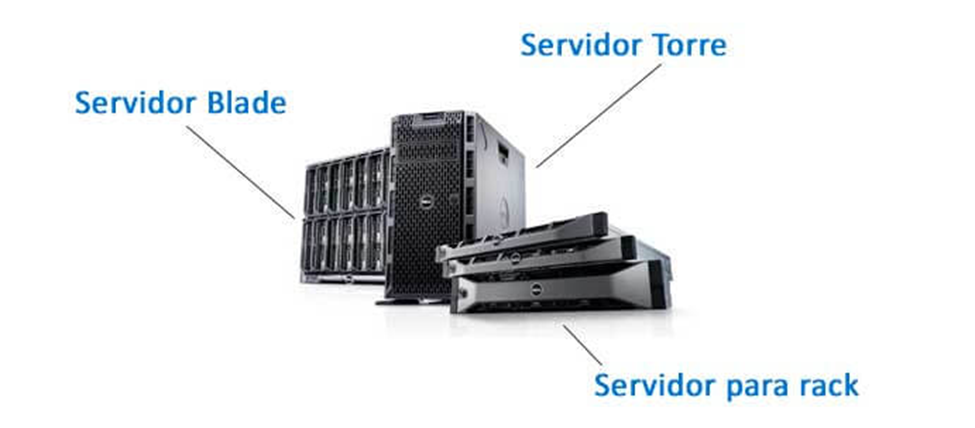 Servidor Torre
Servidor Blade
Servidor para rack